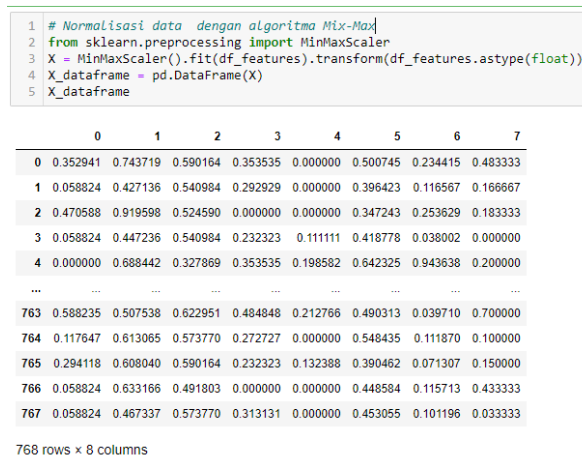 1 # Normalisasi data dengan algoritma Mix-Max
2 from sklearn.preprocessing import MinMaxScaler
3 X = MinMaxScaler().fit(df_features).transform(df_features.astype(float))
4 X_dataframe = pd.DataFrame(X)
5 X_dataframe
0 1 2 3 4 5 6 7
0 0.352941 0.743719 0.590164 0.353535 0.000000 0.500745 0.234415 0.483333
1 0.058824 0.427136 0.540984 0.292929 0.000000 0.396423 0.116567 0.166667
2 0.470588 0.919598 0.524590 0.000000 0.000000 0.347243 0.253629 0.183333
3 0.058824 0.447236 0.540984 0.232323 0.111111 0.418778 0.038002 0.000000
4 0.000000 0.688442 0.327869 0.353535 0.198582 0.642325 0.943638 0.200000
... ... ... ... ... ... ... ... ...
763 0.588235 0.507538 0.622951 0.484848 0.212766 0.490313 0.039710 0.700000
764 0.117647 0.613065 0.573770 0.272727 0.000000 0.548435 0.111870 0.100000
765 0.294118 0.608040 0.590164 0.232323 0.132388 0.390462 0.071307 0.150000
766 0.058824 0.633166 0.491803 0.000000 0.000000 0.448584 0.115713 0.433333
767 0.058824 0.467337 0.573770 0.313131 0.000000 0.453055 0.101196 0.033333
768 rows × 8 columns